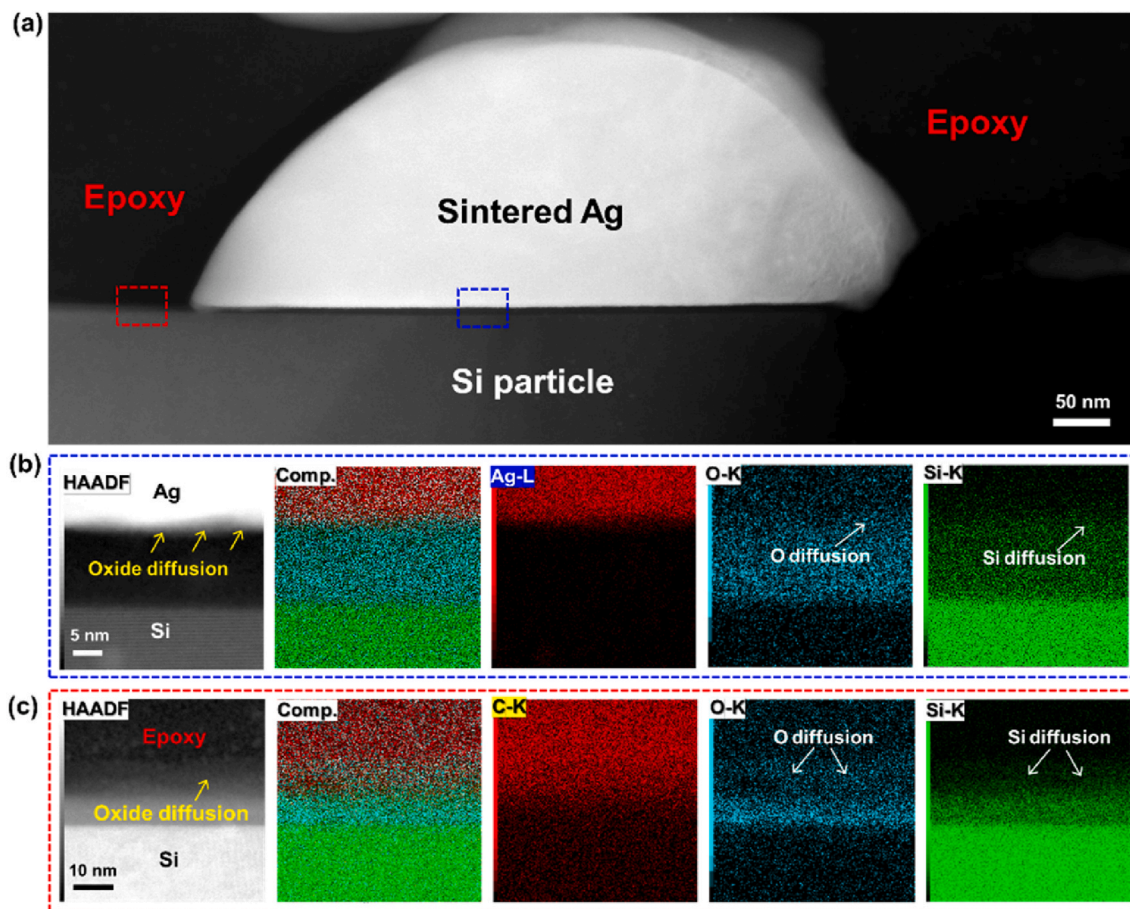 (a)
Epoxy
Epoxy
Sintered Ag
Si particle
50 nm
(b)
HAADF
Comp.
Ag-L
O-K
Si-K
Ag
Oxide diffusion
O diffusion
Si diffusion
Si
5 nm
(c)
HAADF
Comp.
C-K
O-K
Si-K
Epoxy
O diffusion
Si diffusion
Oxide diffusion
Si
10 nm